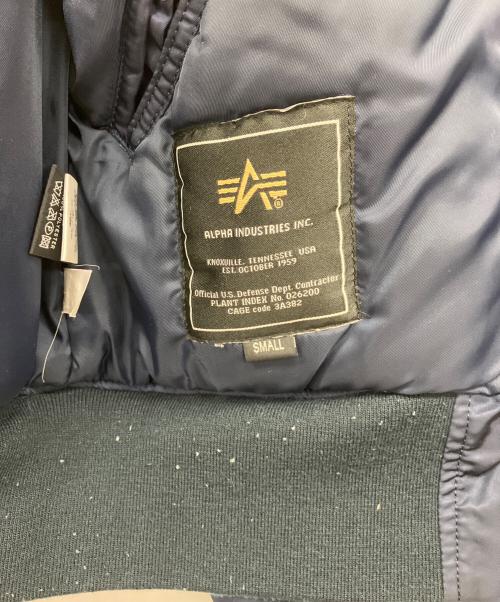 ALPHA INDUSTRIES INC.
KNOXVILLE, TENNESSEE USA
EST. OCTOBER 1959
Official U.S. Defense Dept. Contractor
PLANT INDEX No. 026200
CAGE code 3A382
SMALL
POLYESTER